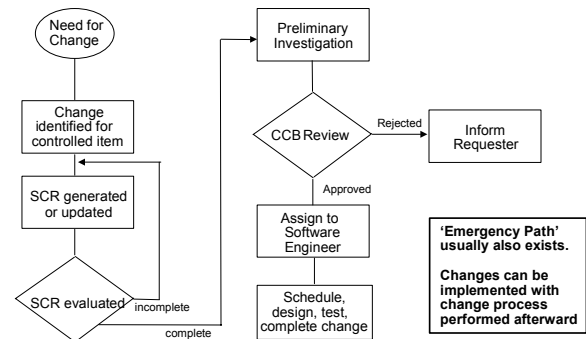 Need for
Change
Change
identified for
controlled item
SCR generated
or updated
SCR evaluated
incomplete
complete
Preliminary
Investigation
CCB Review
Rejected
Inform
Requester
Approved
Assign to
Software
Engineer
Schedule,
design, test,
complete change
‘Emergency Path’
usually also exists.
Changes can be
implemented with
change process
performed afterward